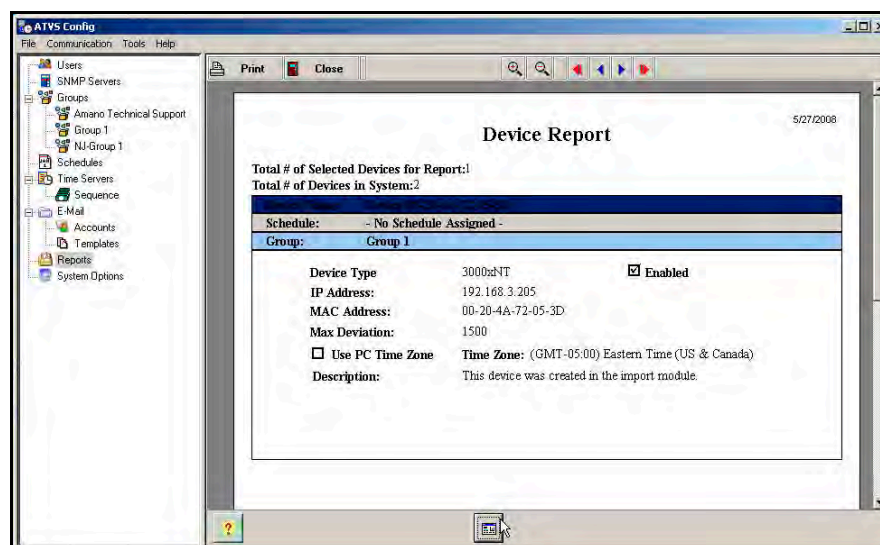 ATVS Config
File Communication Tools Help
Users
SNMP Servers
Groups
Amano Technical Support
Group 1
NJ-Group 1
Schedules
Time Servers
Sequence
E-Mail
Accounts
Templates
Reports
System Options
Print Close
5/27/2008
Device Report
Total # of Selected Devices for Report:1
Total # of Devices in System:2
Schedule: - No Schedule Assigned -
Group: Group 1
Device Type 3000xNT Enabled
IP Address: 192.168.3.205
MAC Address: 00-20-4A-72-05-3D
Max Deviation: 1500
Use PC Time Zone Time Zone: (GMT-05:00) Eastern Time (US & Canada)
Description: This device was created in the import module.
?